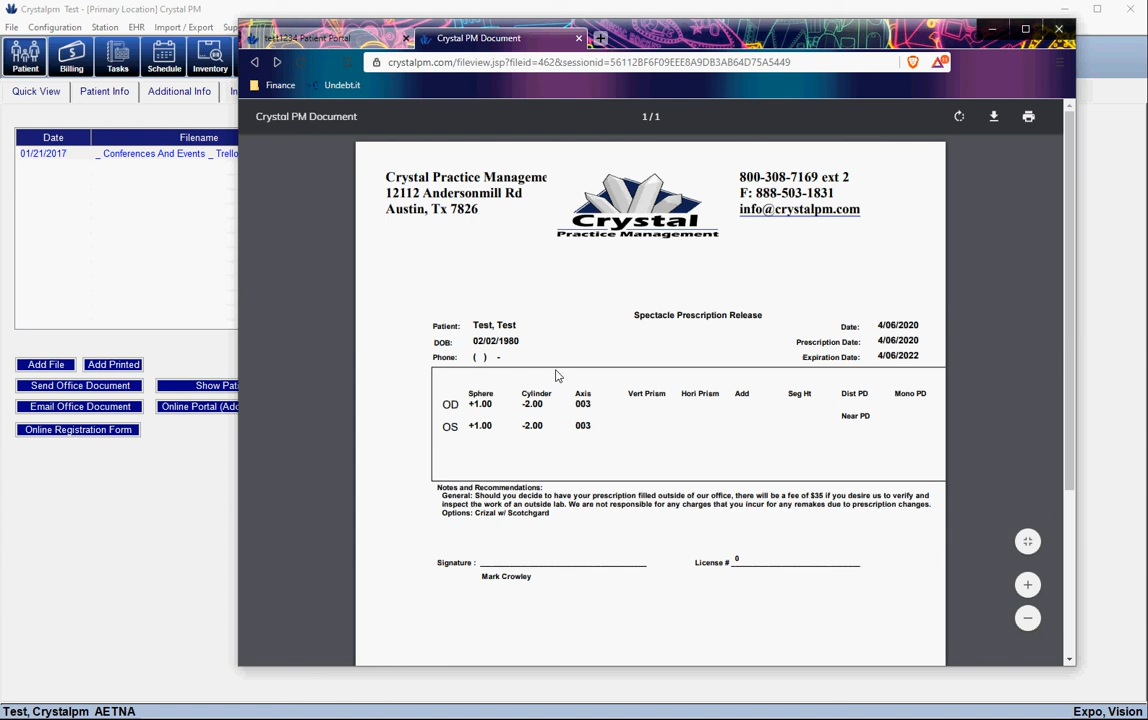 Crystalpm Test - [Primary Location] Crystal PM
File Configuration Station EHR Import / Export Sup
Patient Billing Tasks Schedule Inventory
Quick View Patient Info Additional Info In
Date Filename
01/21/2017 _ Conferences And Events _ Trello
Add File Add Printed
Send Office Document Show Pati
Email Office Document Online Portal (Add
Online Registration Form
test1234 Patient Portal Crystal PM Document
crystalpm.com/fileview.jsp?fileid=462&sessionid=56112BF6F09EEE8A9DB3AB64D75A5449
Finance Undebt.it
Crystal PM Document 1 / 1
Crystal Practice Manageme
12112 Andersonmill Rd
Austin, Tx 7826
Crystal
Practice Management
800-308-7169 ext 2
F: 888-503-1831
info@crystalpm.com
Spectacle Prescription Release
Patient: Test, Test Date: 4/06/2020
DOB: 02/02/1980 Prescription Date: 4/06/2020
Phone: ( ) - Expiration Date: 4/06/2022
Sphere Cylinder Axis Vert Prism Hori Prism Add Seg Ht Dist PD Mono PD
OD +1.00 -2.00 003
Near PD
OS +1.00 -2.00 003
Notes and Recommendations:
General: Should you decide to have your prescription filled outside of our office, there will be a fee of $35 if you desire us to verify and
inspect the work of an outside lab. We are not responsible for any charges that you incur for any remakes due to prescription changes.
Options: Crizal w/ Scotchgard
Signature : License # 0
Mark Crowley
Test, Crystalpm AETNA Expo, Vision